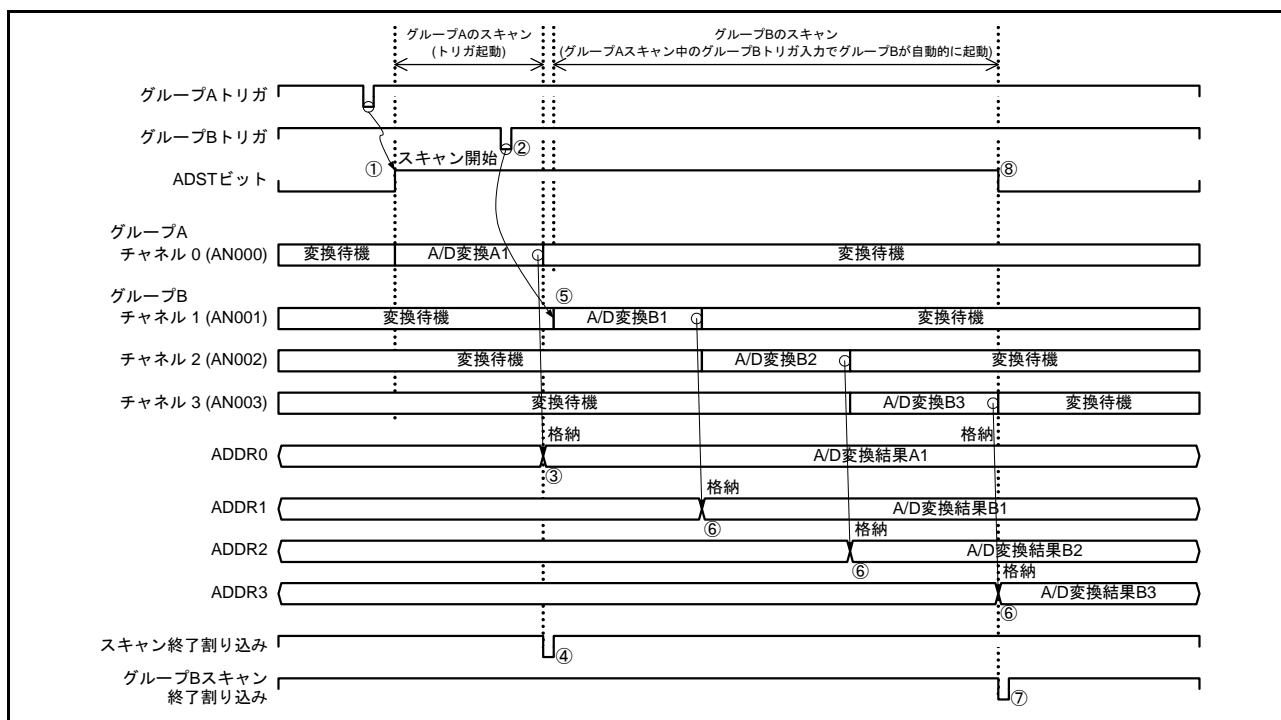 グループAのスキャン
(トリガ起動)
グループBのスキャン
(グループAスキャン中のグループBトリガ入力でグループBが自動的に起動)
グループAトリガ
グループBトリガ
②
① スキャン開始 ⑧
ADSTビット
グループA
チャネル 0 (AN000) 変換待機 A/D変換A1 変換待機
グループB
⑤
チャネル 1 (AN001) 変換待機 A/D変換B1 変換待機
チャネル 2 (AN002) 変換待機 A/D変換B2 変換待機
チャネル 3 (AN003) 変換待機 A/D変換B3 変換待機
格納 格納
ADDR0 A/D変換結果A1
③
格納
ADDR1 A/D変換結果B1
⑥
格納
ADDR2 A/D変換結果B2
⑥
格納
ADDR3 A/D変換結果B3
⑥
スキャン終了割り込み
④
グループBスキャン
終了割り込み
⑦